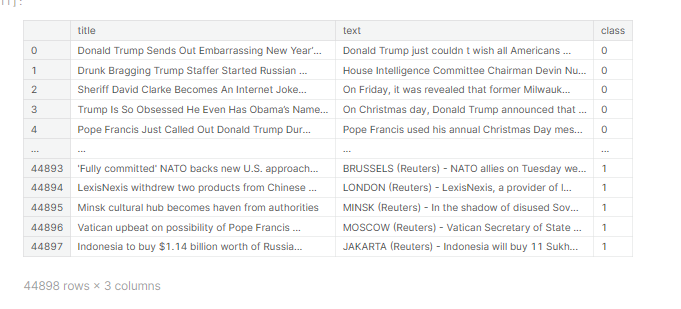 title text class
0 Donald Trump Sends Out Embarrassing New Year'... Donald Trump just couldn t wish all Americans ... 0
1 Drunk Bragging Trump Staffer Started Russian ... House Intelligence Committee Chairman Devin Nu... 0
2 Sheriff David Clarke Becomes An Internet Joke... On Friday, it was revealed that former Milwauk... 0
3 Trump Is So Obsessed He Even Has Obama's Name... On Christmas day, Donald Trump announced that ... 0
4 Pope Francis Just Called Out Donald Trump Dur... Pope Francis used his annual Christmas Day mes... 0
... ... ... ...
44893 'Fully committed' NATO backs new U.S. approach... BRUSSELS (Reuters) - NATO allies on Tuesday we... 1
44894 LexisNexis withdrew two products from Chinese ... LONDON (Reuters) - LexisNexis, a provider of l... 1
44895 Minsk cultural hub becomes haven from authorities MINSK (Reuters) - In the shadow of disused Sov... 1
44896 Vatican upbeat on possibility of Pope Francis ... MOSCOW (Reuters) - Vatican Secretary of State ... 1
44897 Indonesia to buy $1.14 billion worth of Russia... JAKARTA (Reuters) - Indonesia will buy 11 Sukh... 1
44898 rows × 3 columns